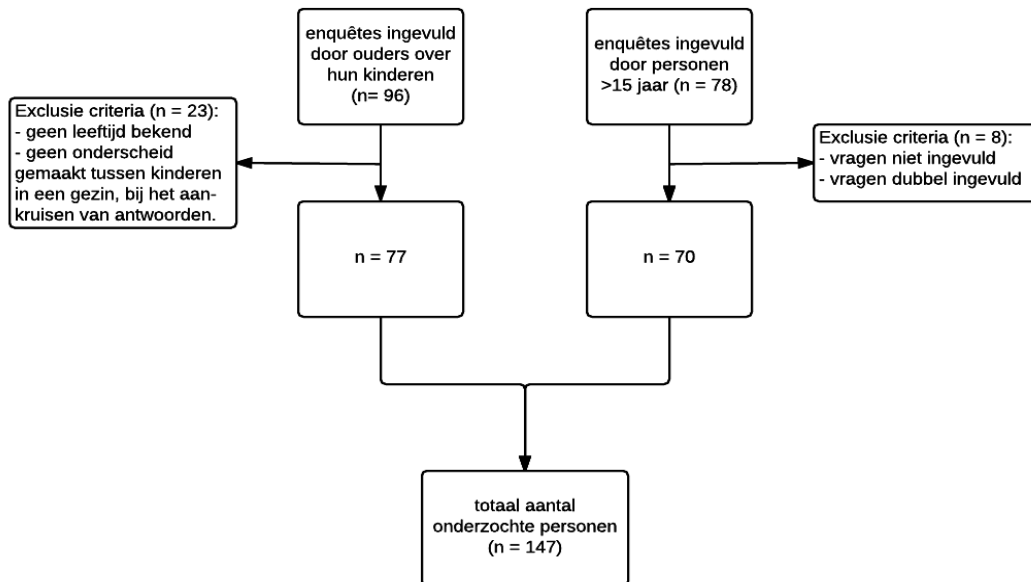 enquêtes ingevuld
door ouders over
hun kinderen
(n= 96)
enquêtes ingevuld
door personen
>15 jaar (n = 78)
Exclusie criteria (n = 23):
- geen leeftijd bekend
- geen onderscheid
gemaakt tussen kinderen
in een gezin, bij het aan-
kruisen van antwoorden.
Exclusie criteria (n = 8):
- vragen niet ingevuld
- vragen dubbel ingevuld
n = 77
n = 70
totaal aantal
onderzochte personen
(n = 147)